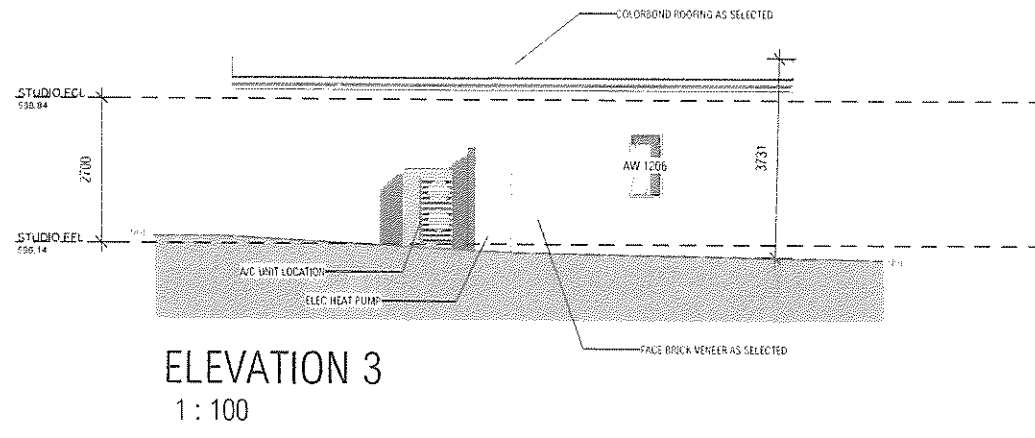 COLORBOND ROOFING AS SELECTED
STUDIO FCL
598.84
2700
AW 1206
3731
STUDIO FFL
596.14
A/C UNIT LOCATION
ELEC HEAT PUMP
FACE BRICK VENEER AS SELECTED
ELEVATION 3
1 : 100